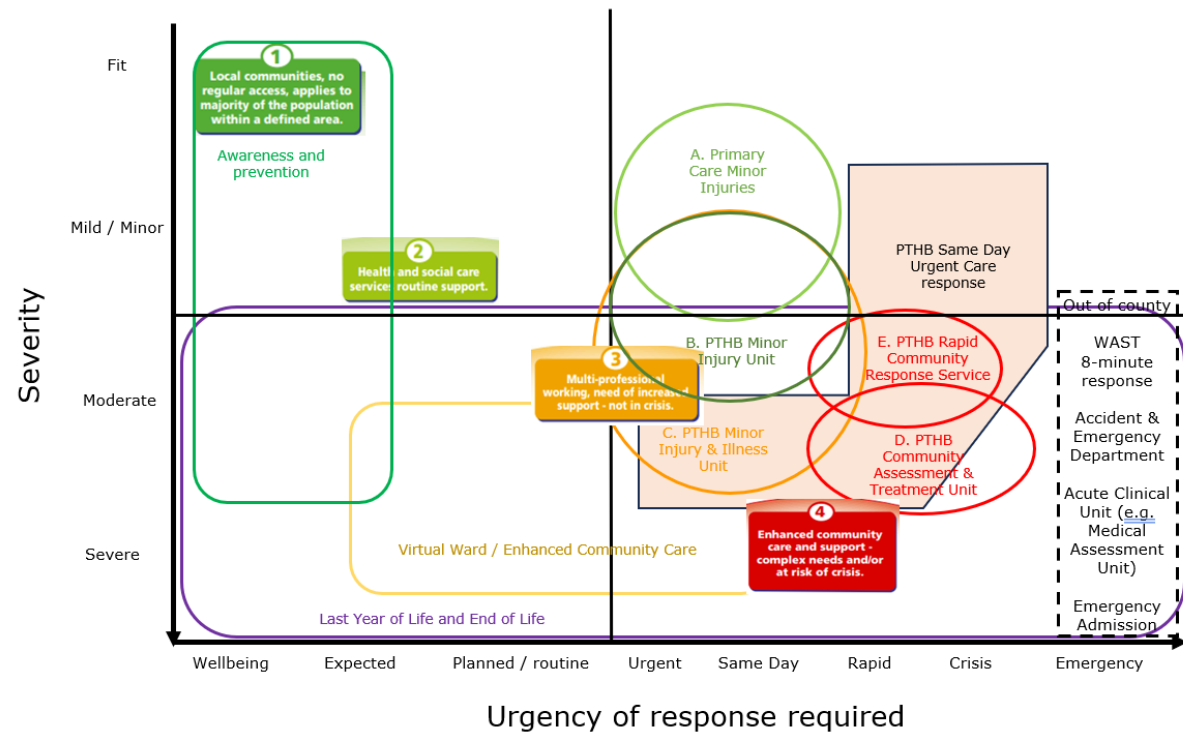 Fit
1
Local communities, no
regular access, applies to
majority of the population
within a defined area.
Awareness and
prevention
A. Primary
Care Minor
Injuries
Mild / Minor
2
Health and social care
services routine support.
PTHB Same Day
Urgent Care
response
Severity
Out of county
WAST
8-minute
response
Accident &
Emergency
Department
Acute Clinical
Unit (e.g.
Medical
Assessment
Unit)
Emergency
Admission
B. PTHB Minor
Injury Unit
E. PTHB Rapid
Community
Response Service
Moderate
3
Multi-professional
working, need of increased
support - not in crisis.
C. PTHB Minor
Injury & Illness
Unit
D. PTHB
Community
Assessment &
Treatment Unit
4
Enhanced community
care and support -
complex needs and/or
at risk of crisis.
Severe
Virtual Ward / Enhanced Community Care
Last Year of Life and End of Life
Wellbeing
Expected
Planned / routine
Urgent
Same Day
Rapid
Crisis
Emergency
Urgency of response required